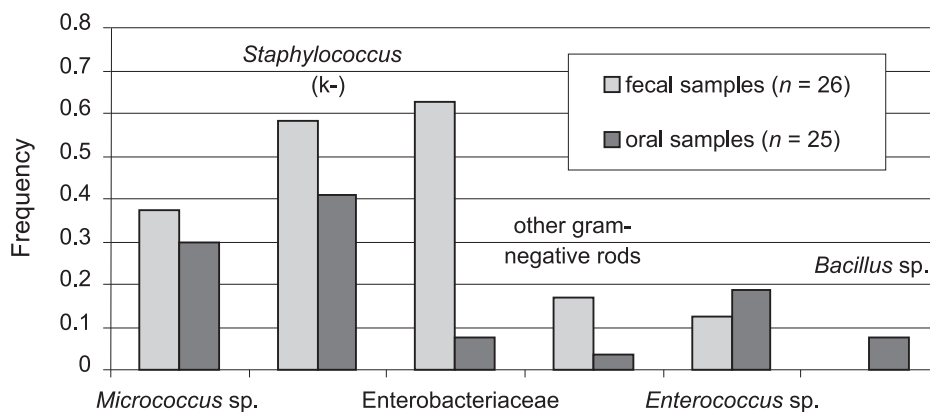 0.8
0.7
0.6
0.5
0.4
0.3
0.2
0.1
0
Frequency
Staphylococcus
(k-)
fecal samples (n = 26)
oral samples (n = 25)
other gram-
negative rods
Bacillus sp.
Micrococcus sp.
Enterobacteriaceae
Enterococcus sp.